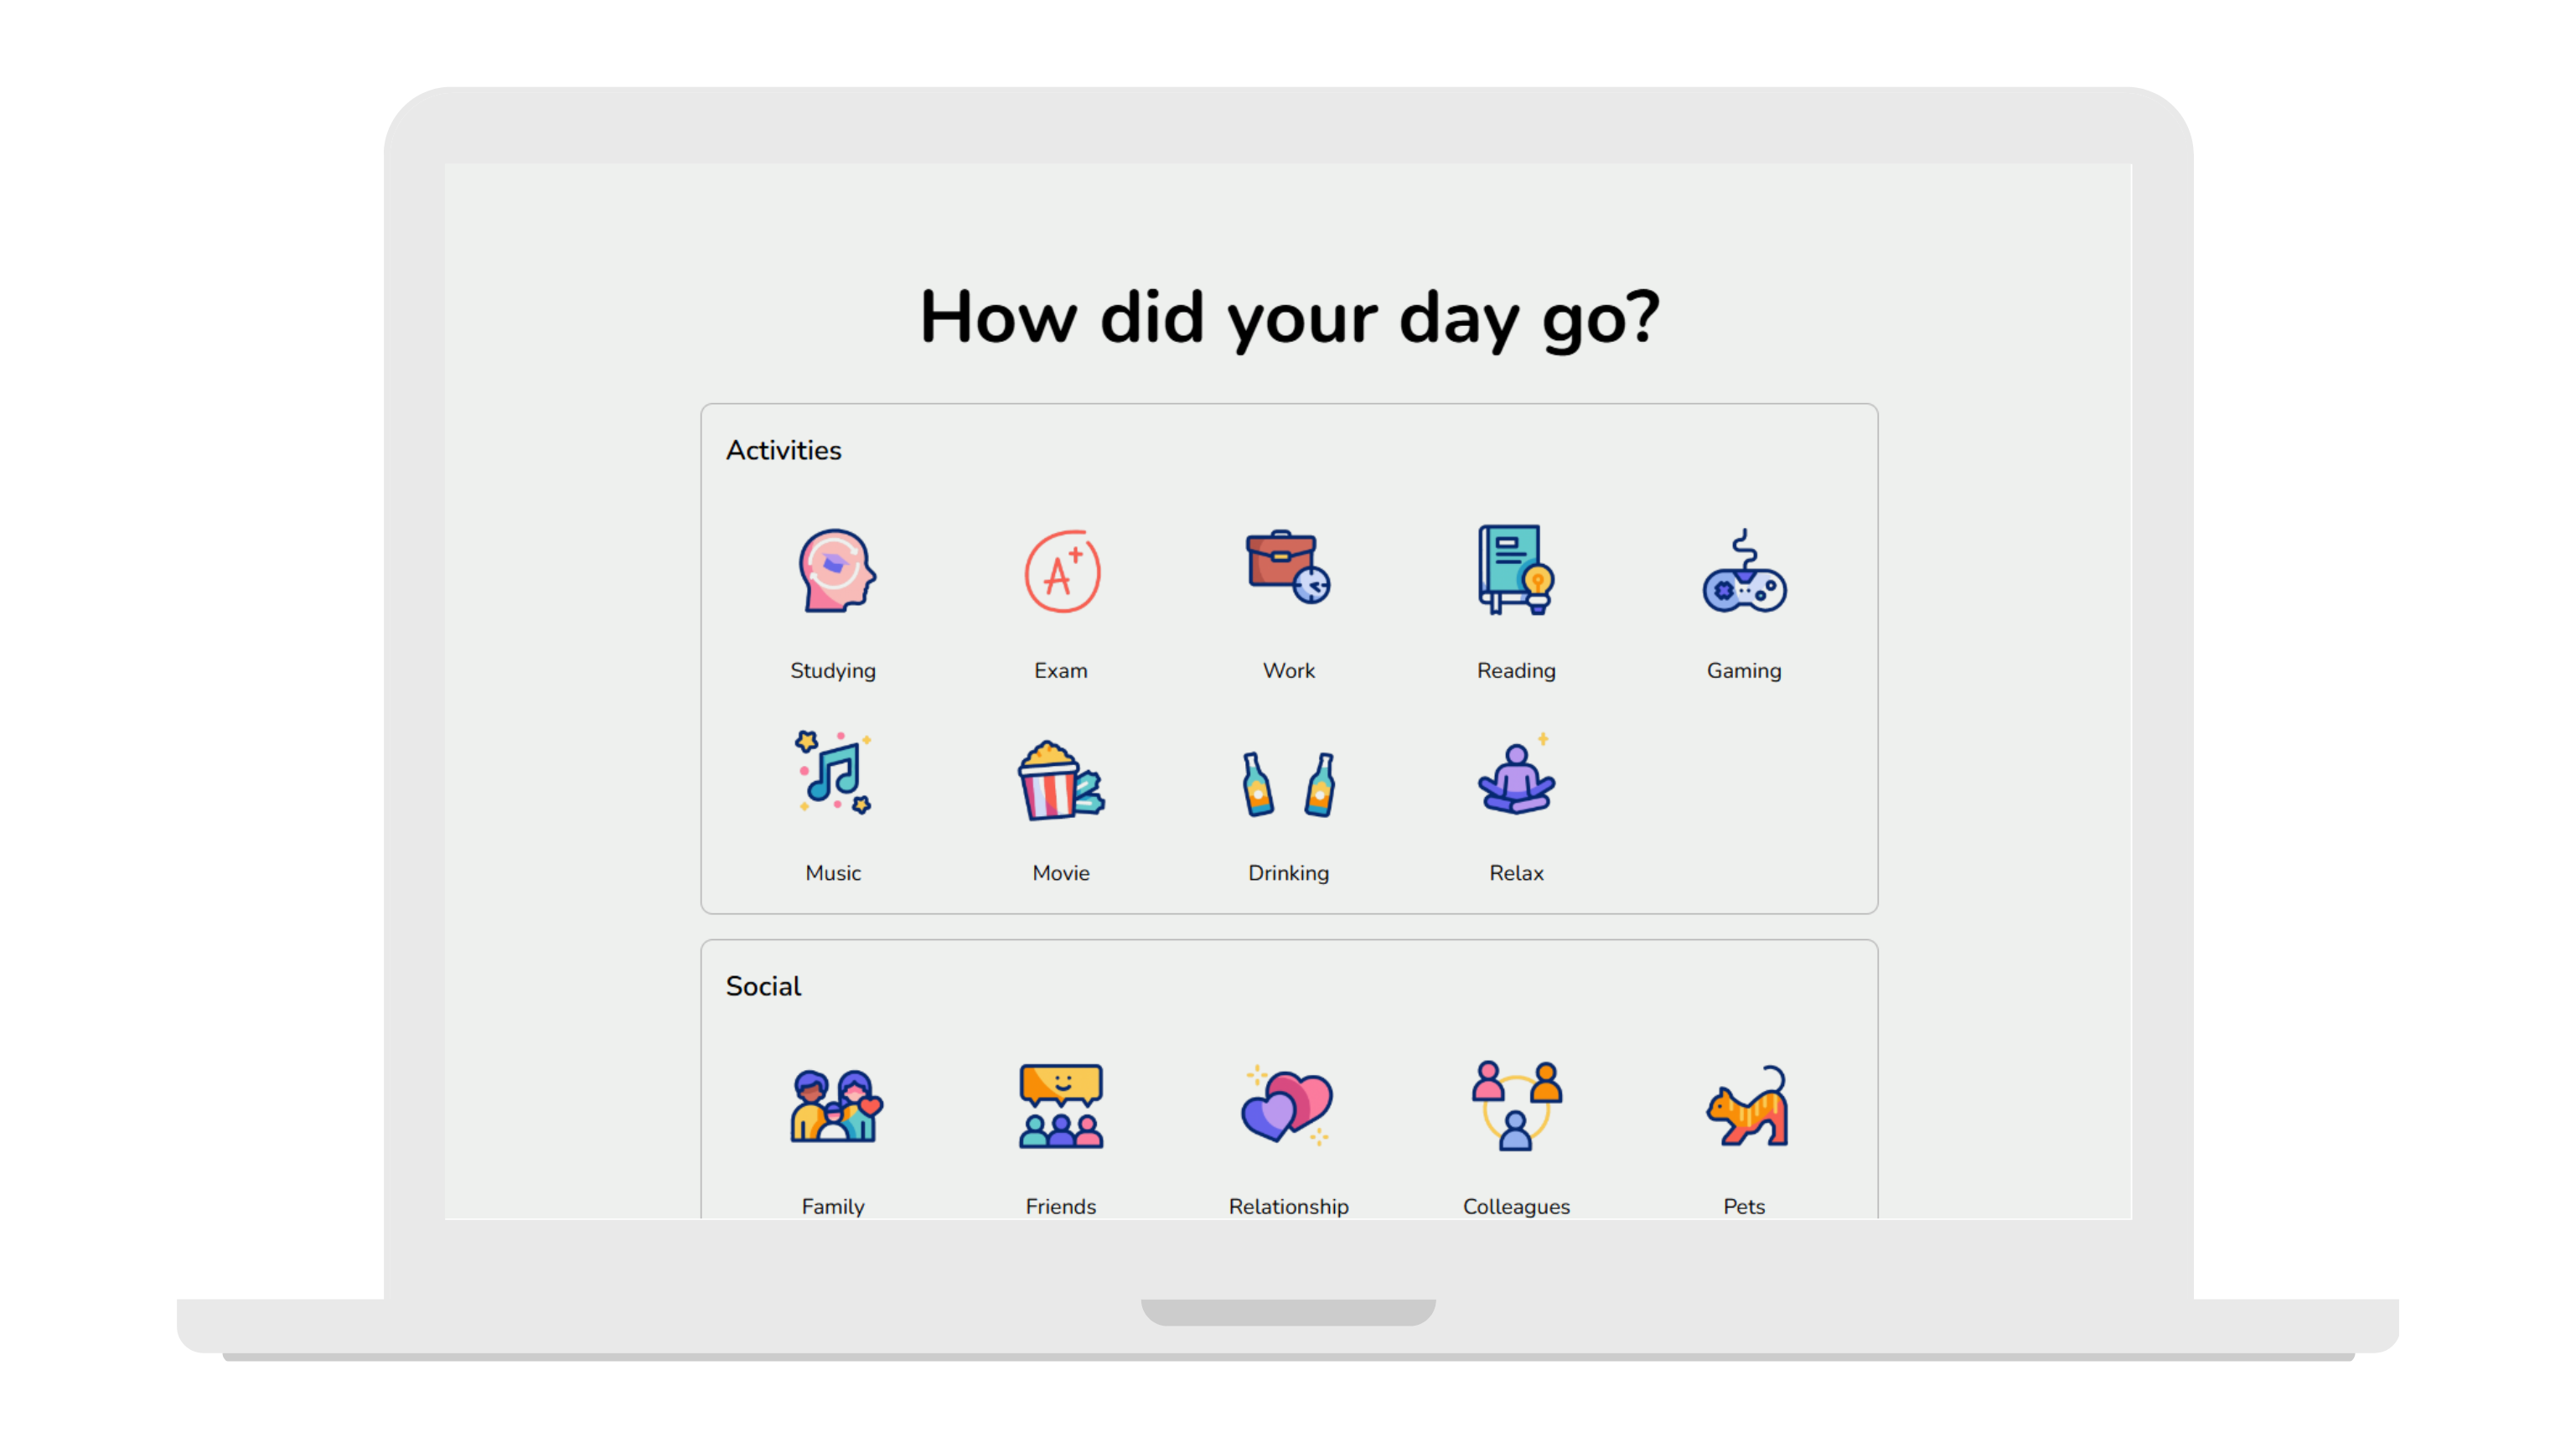 How did your day go?
Activities
A+
Studying Exam Work Reading Gaming
Music Movie Drinking Relax
Social
Family Friends Relationship Colleagues Pets